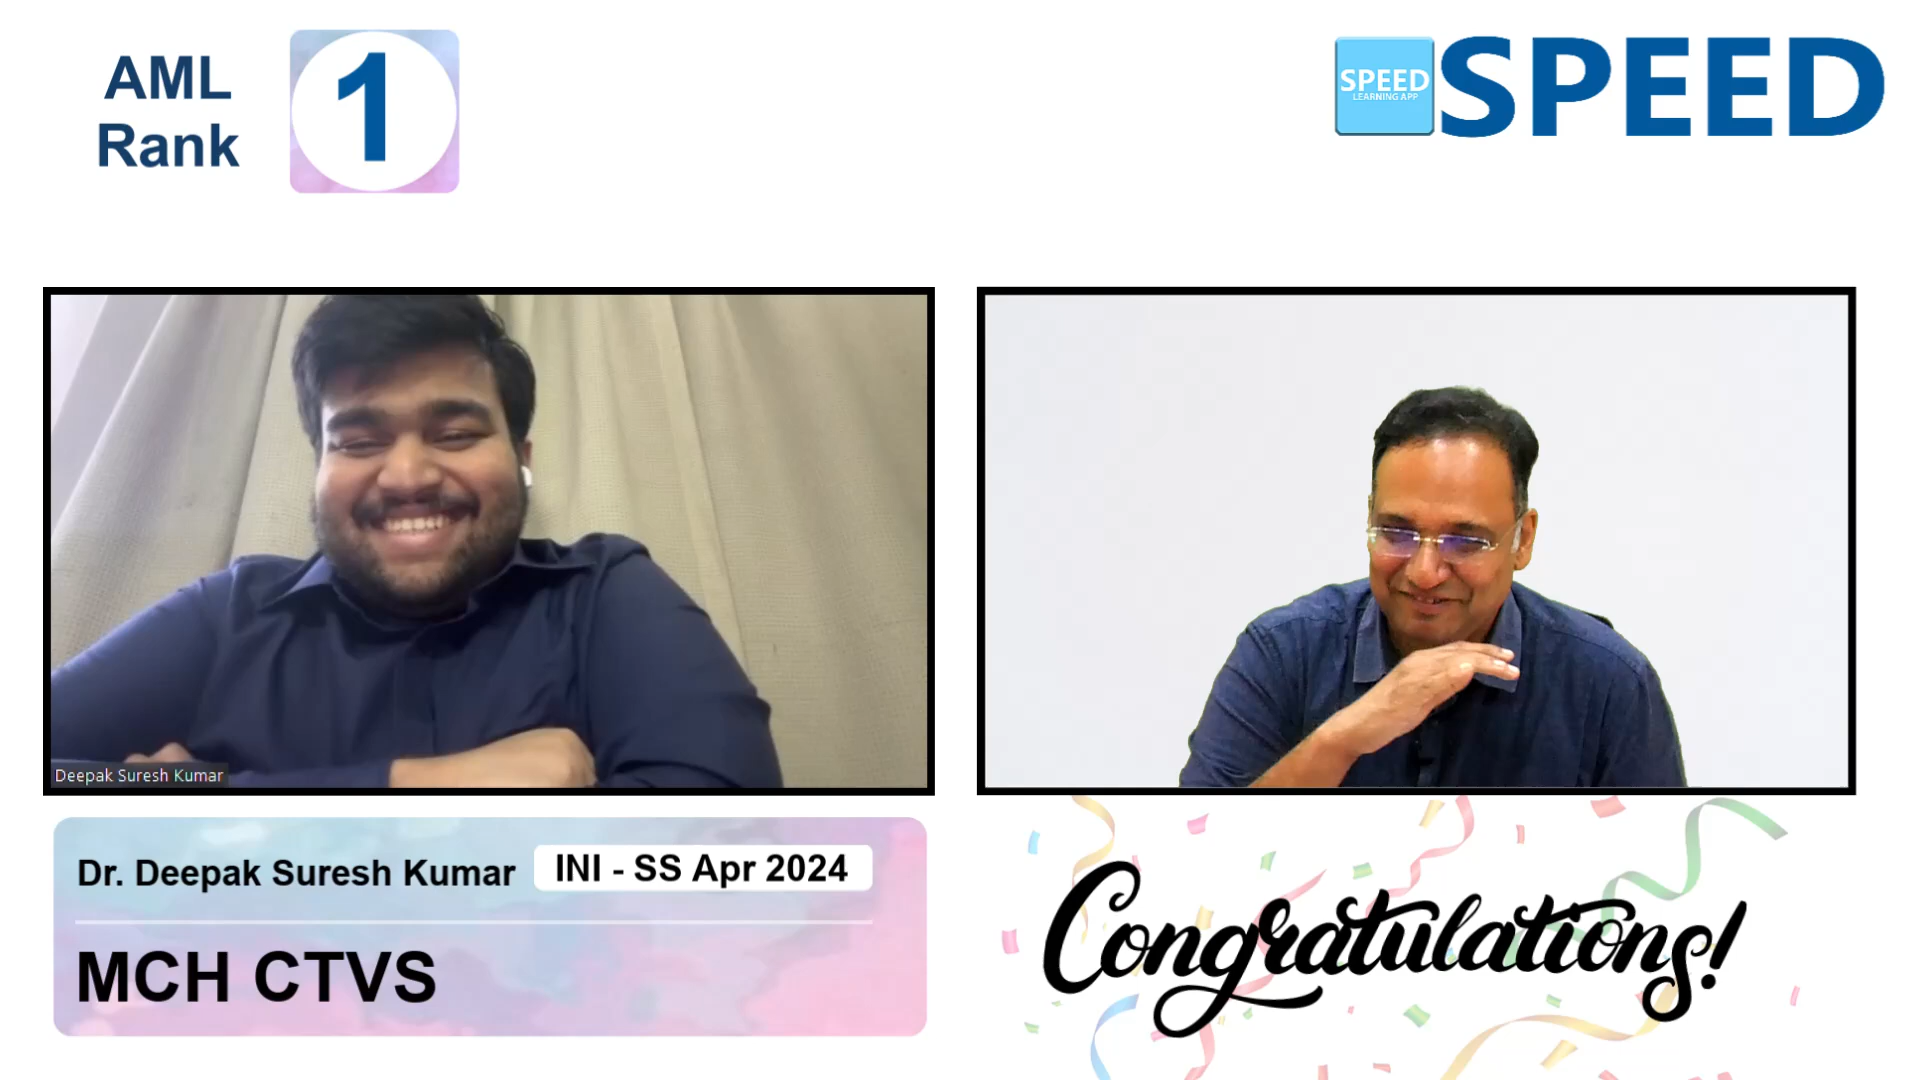 AML
Rank
1
SPEED
LEARNING APP
SPEED
Deepak Suresh Kumar
Dr. Deepak Suresh Kumar
INI - SS Apr 2024
MCH CTVS
Congratulations!